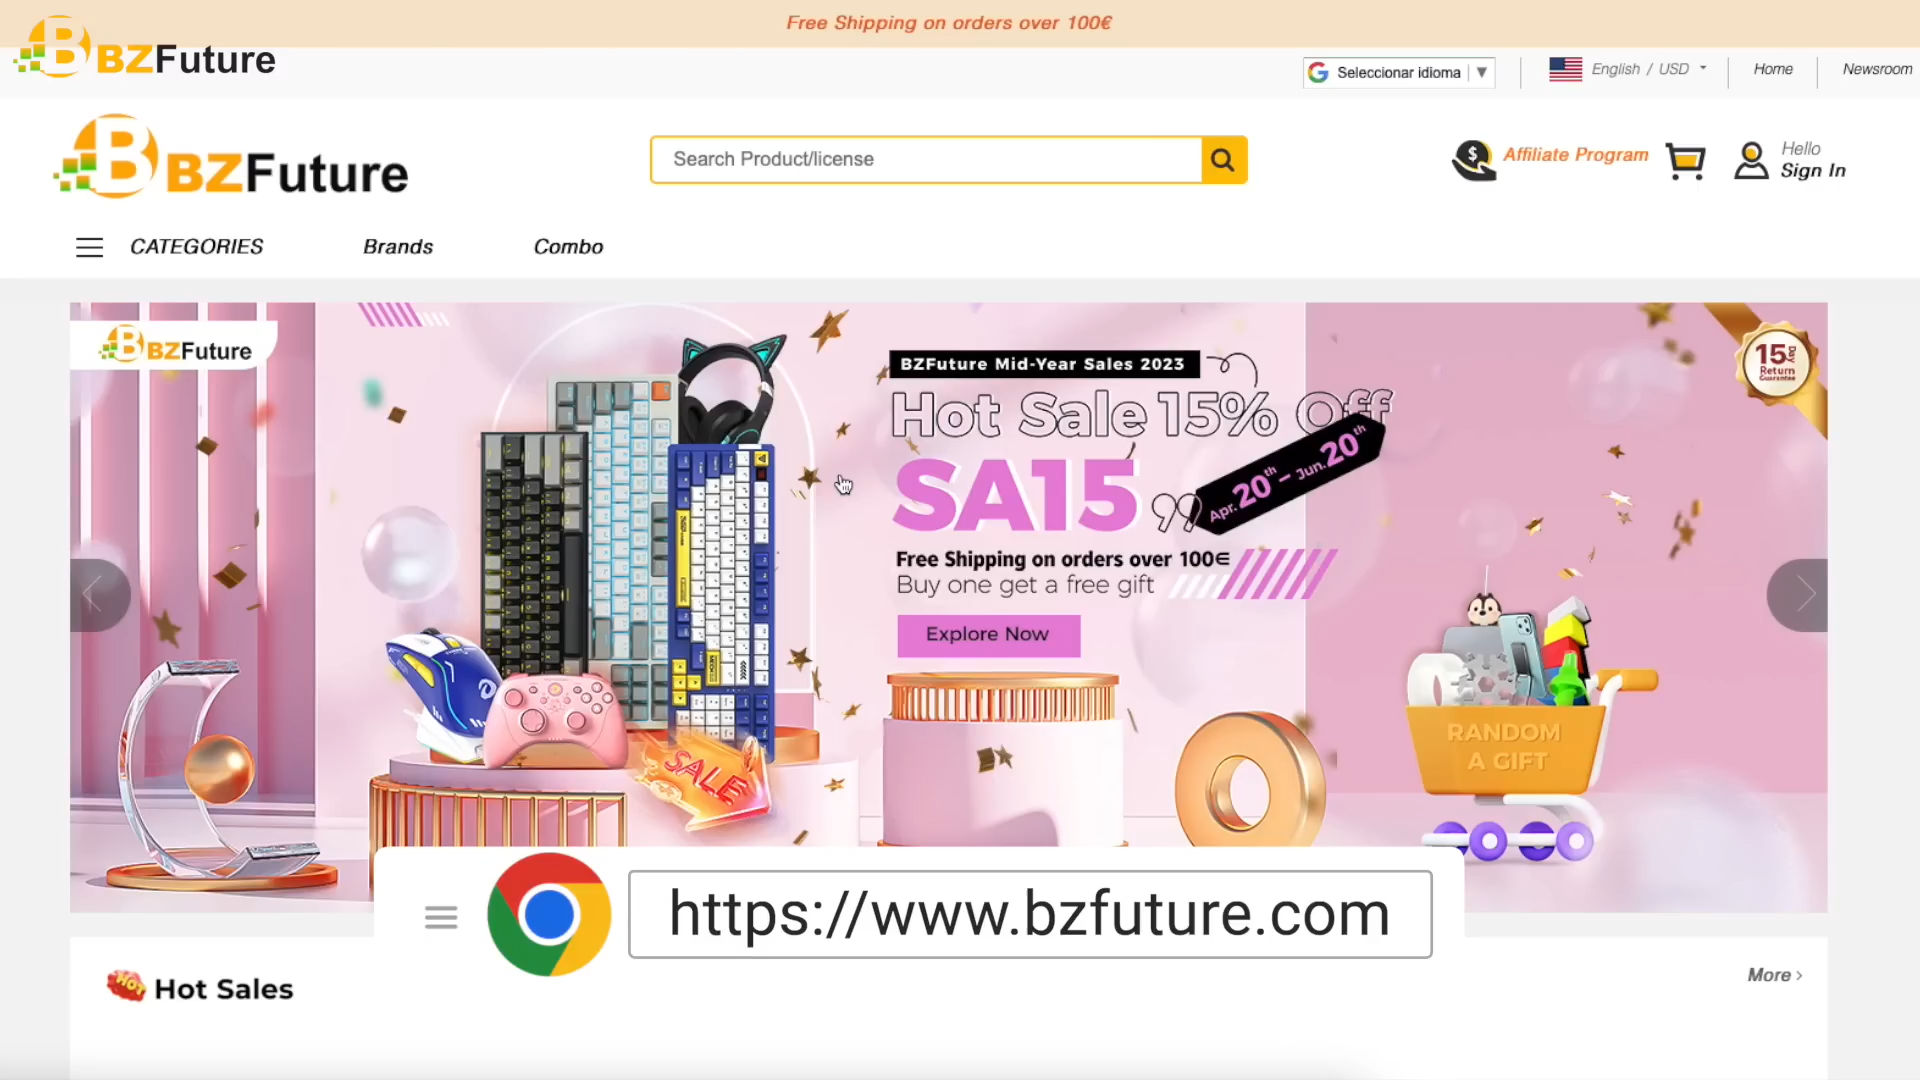 Free Shipping on orders over 100€
BZFuture
Seleccionar idioma
English / USD
Home
Newsroom
BZFuture
Search Product/license
Affiliate Program
Hello
Sign In
CATEGORIES
Brands
Combo
BZFuture
BZFuture Mid-Year Sales 2023
Hot Sale 15% Off
SA15
Apr. 20th – Jun. 20th
Free Shipping on orders over 100€
Buy one get a free gift
Explore Now
15 Day
Return
Guarantee
SALE
RANDOM
A GIFT
https://www.bzfuture.com
HOT
Hot Sales
More >